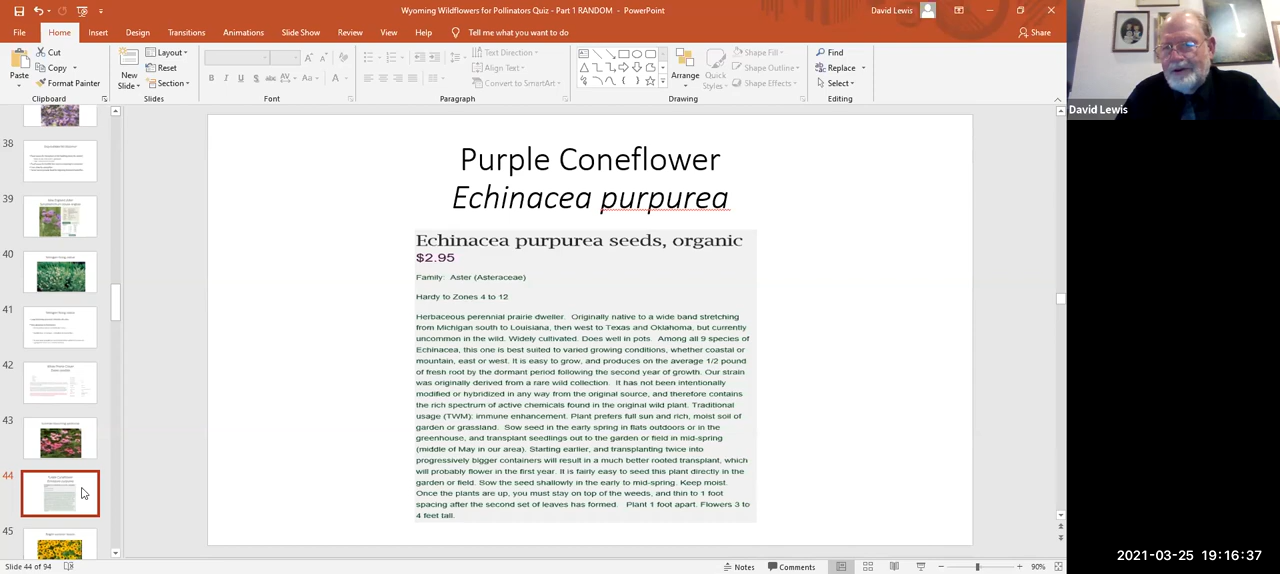 Wyoming Wildflowers for Pollinators Quiz - Part 1 RANDOM - PowerPoint
David Lewis
File Home Insert Design Transitions Animations Slide Show Review View Help Tell me what you want to do Share
Paste
Cut
Copy
Format Painter
Clipboard
New Slide
Layout
Reset
Section
Slides
B I U S abc AV Aa A
Font
Text Direction
Align Text
Convert to SmartArt
Paragraph
Arrange
Quick Styles
Shape Fill
Shape Outline
Shape Effects
Drawing
Find
Replace
Select
Editing
David Lewis
38
39
40
41
42
43
44
45
Purple Coneflower
Echinacea purpurea
Echinacea purpurea seeds, organic
$2.95
Family: Aster (Asteraceae)
Hardy to Zones 4 to 12
Herbaceous perennial prairie dweller. Originally native to a wide band stretching
from Michigan south to Louisiana, then west to Texas and Oklahoma, but currently
uncommon in the wild. Widely cultivated. Does well in pots. Among all 9 species of
Echinacea, this one is best suited to varied growing conditions, whether coastal or
mountain, east or west. It is easy to grow, and produces on the average 1/2 pound
of fresh root by the dormant period following the second year of growth. Our strain
was originally derived from a rare wild collection. It has not been intentionally
modified or hybridized in any way from the original source, and therefore contains
the rich spectrum of active chemicals found in the original wild plant. Traditional
usage (TWM): immune enhancement. Plant prefers full sun and rich, moist soil of
garden or grassland. Sow seed in the early spring in flats outdoors or in the
greenhouse, and transplant seedlings out to the garden or field in mid-spring
(middle of May in our area). Starting earlier, and transplanting twice into
progressively bigger containers will result in a much better rooted transplant, which
will probably flower in the first year. It is fairly easy to seed this plant directly in the
garden or field. Sow the seed shallowly in the early to mid-spring. Keep moist.
Once the plants are up, you must stay on top of the weeds, and thin to 1 foot
spacing after the second set of leaves has formed. Plant 1 foot apart. Flowers 3 to
4 feet tall.
Slide 44 of 94
Notes
Comments
90%
2021-03-25 19:16:37